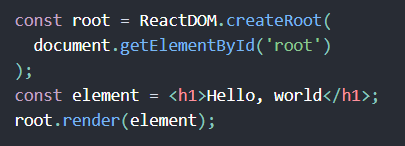 const root = ReactDOM.createRoot(
  document.getElementById('root')
);
const element = <h1>Hello, world</h1>;
root.render(element);